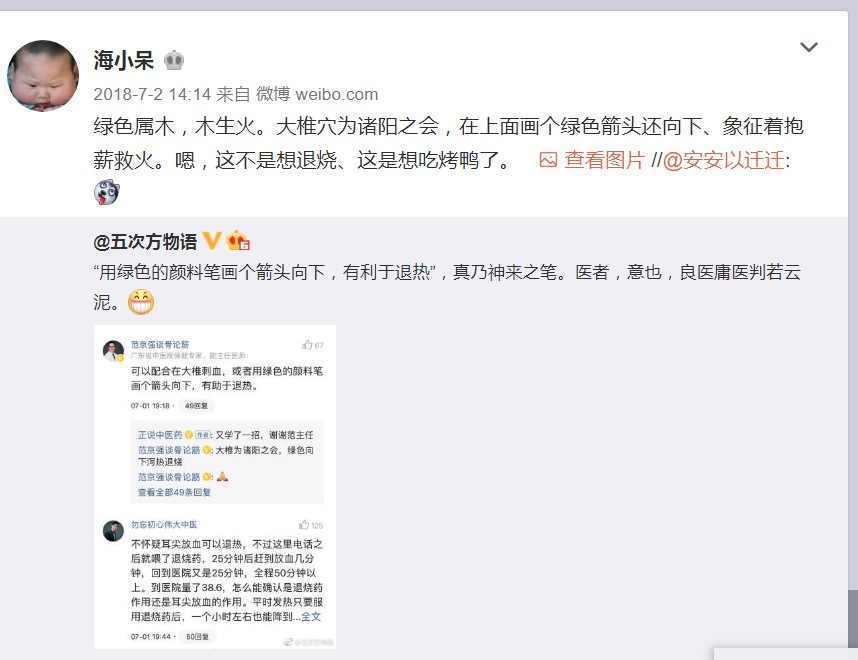 海小呆
2018-7-2 14:14 来自 微博 weibo.com
绿色属木，木生火。大椎穴为诸阳之会，在上面画个绿色箭头还向下、象征着抱
薪救火。嗯，这不是想退烧、这是想吃烤鸭了。 查看图片 //@安安以迁迁:
@五次方物语
“用绿色的颜料笔画个箭头向下，有利于退热”，真乃神来之笔。医者，意也，良医庸医判若云
泥。
范京强谈骨论筋 67
广东省中医院保健专家、副主任医师
可以配合在大椎刺血，或者用绿色的颜料笔
画个箭头向下，有助于退热。
07-01 19:18 · 49回复
正说中医药 作者: 又学了一招，谢谢范主任
范京强谈骨论筋: 大椎为诸阳之会，绿色向
下泻热退烧
范京强谈骨论筋:
查看全部49条回复
勿忘初心伟大中医 125
不怀疑耳尖放血可以退热，不过这里电话之
后就喂了退烧药，25分钟后赶到放血几分
钟，回到医院又是25分钟，全程50分钟以
上。到医院量了38.6，怎么能确认是退烧药
作用还是耳尖放血的作用。平时发热只要服
用退烧药后，一个小时左右也能降到...全文
07-01 19:44 · 50回复